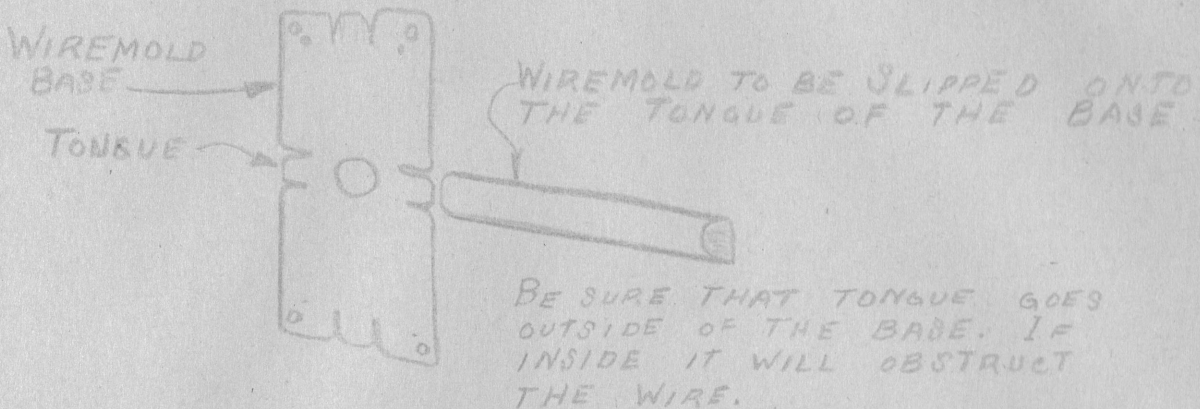 WIREMOLD
BASE
TONGUE
WIREMOLD TO BE SLIPPED ONTO
THE TONGUE OF THE BASE
BE SURE THAT TONGUE GOES
OUTSIDE OF THE BASE. IF
INSIDE IT WILL OBSTRUCT
THE WIRE.